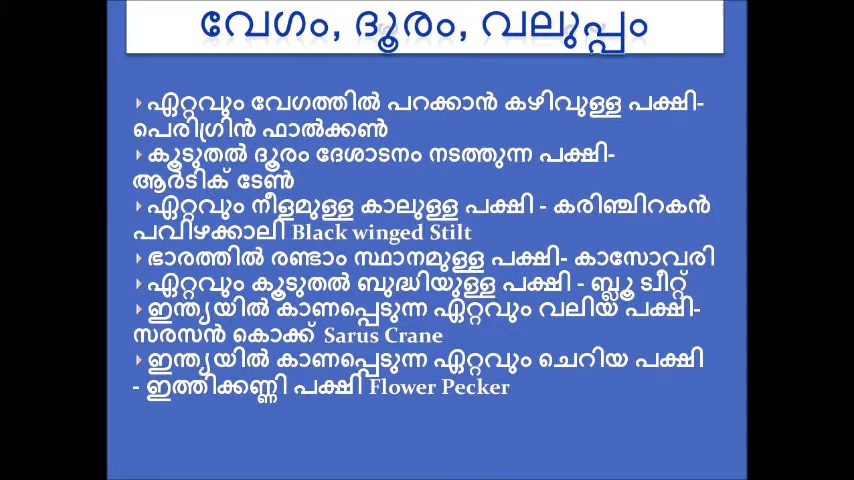 വേഗം, ദൂരം, വലുപ്പം
ഏറ്റവും വേഗത്തിൽ പറക്കാൻ കഴിവുള്ള പക്ഷി-
പെരിഗ്രിൻ ഫാൽക്കൺ
കൂടുതൽ ദൂരം ദേശാടനം നടത്തുന്ന പക്ഷി-
ആർടിക് ടേൺ
ഏറ്റവും നീളമുള്ള കാലുള്ള പക്ഷി - കരിഞ്ചിറകൻ
പവിഴക്കാലി Black winged Stilt
ഭാരത്തിൽ രണ്ടാം സ്ഥാനമുള്ള പക്ഷി- കാസോവരി
ഏറ്റവും കൂടുതൽ ബുദ്ധിയുള്ള പക്ഷി - ബ്ലൂ ട്വീറ്റ്
ഇന്ത്യയിൽ കാണപ്പെടുന്ന ഏറ്റവും വലിയ പക്ഷി-
സരസൻ കൊക്ക് Sarus Crane
ഇന്ത്യയിൽ കാണപ്പെടുന്ന ഏറ്റവും ചെറിയ പക്ഷി
- ഇത്തിക്കണ്ണി പക്ഷി Flower Pecker